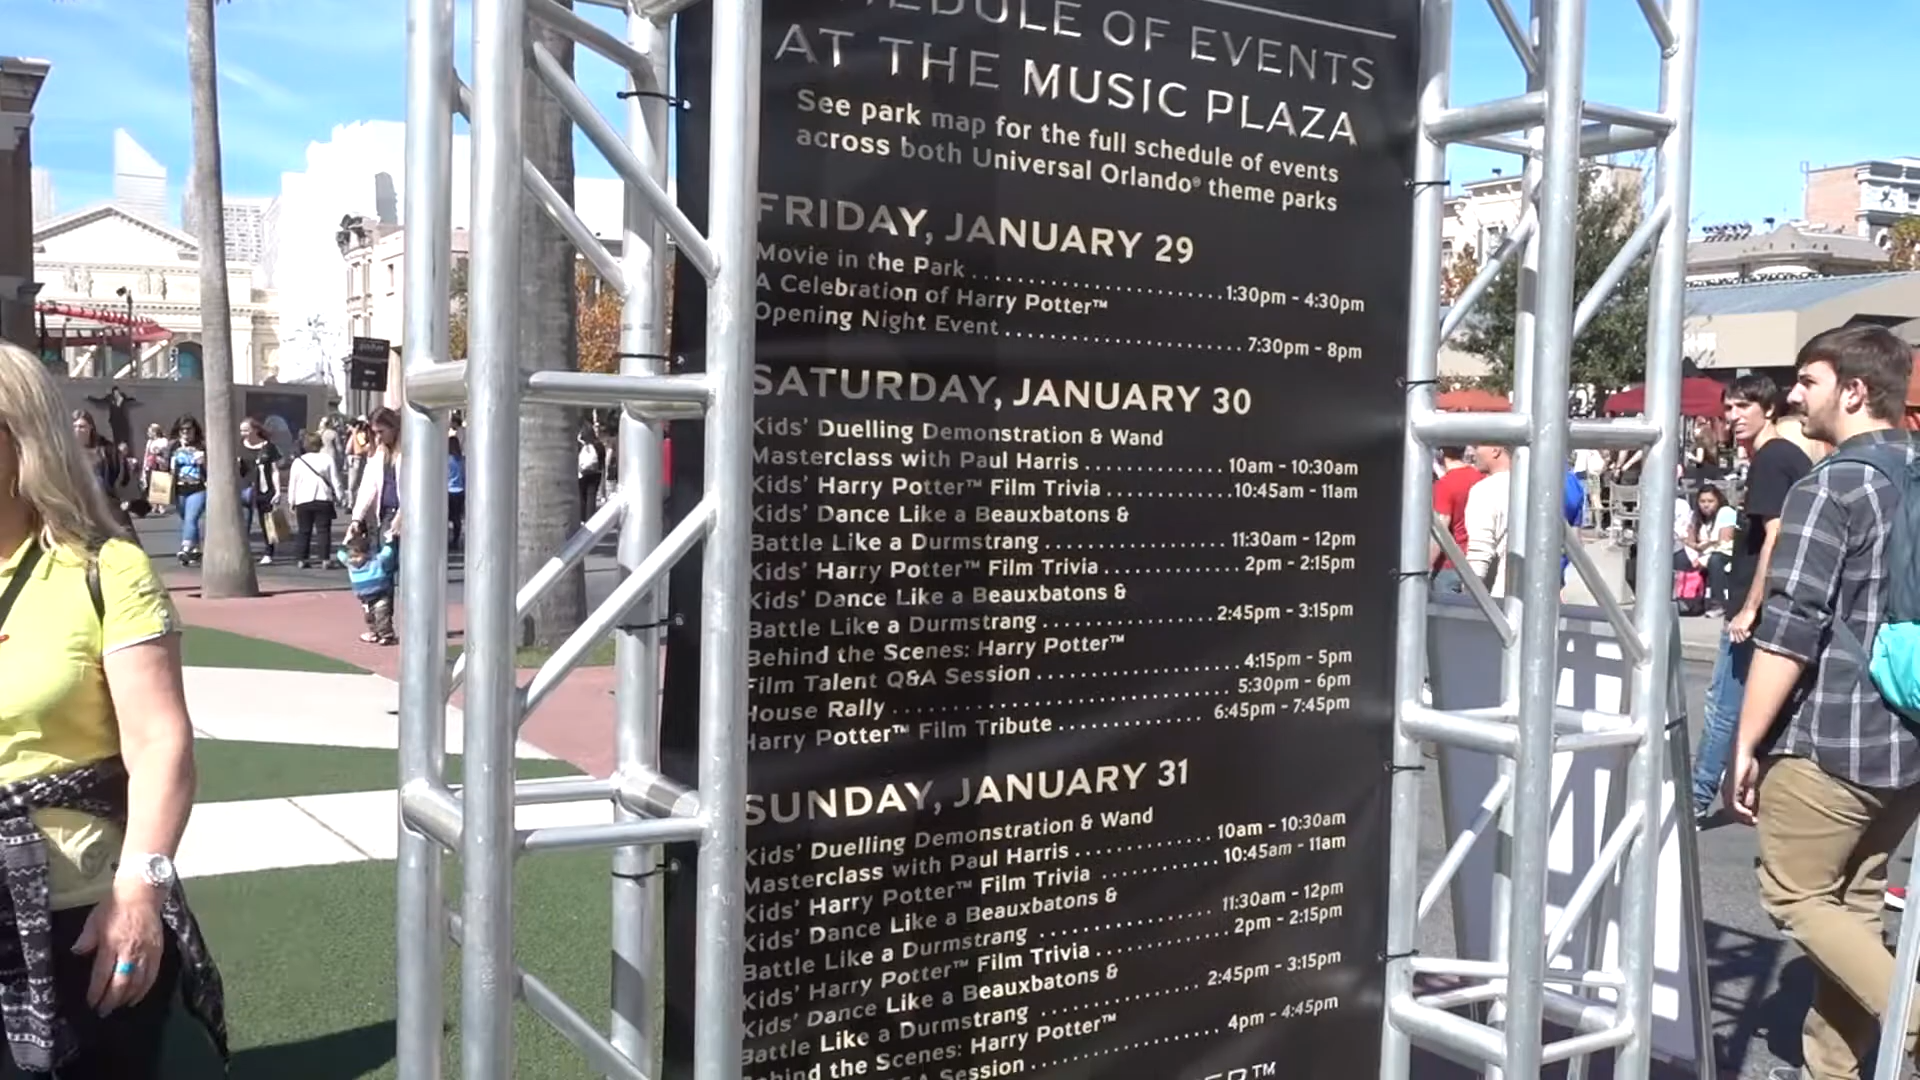 SCHEDULE OF EVENTS
AT THE MUSIC PLAZA
See park map for the full schedule of events
across both Universal Orlando® theme parks
FRIDAY, JANUARY 29
Movie in the Park ........................ 1:30pm - 4:30pm
A Celebration of Harry Potter™
Opening Night Event ........................ 7:30pm - 8pm
SATURDAY, JANUARY 30
Kids' Duelling Demonstration & Wand
Masterclass with Paul Harris ............... 10am - 10:30am
Kids' Harry Potter™ Film Trivia ............. 10:45am - 11am
Kids' Dance Like a Beauxbatons &
Battle Like a Durmstrang ................... 11:30am - 12pm
Kids' Harry Potter™ Film Trivia ............. 2pm - 2:15pm
Kids' Dance Like a Beauxbatons &
Battle Like a Durmstrang ................. 2:45pm - 3:15pm
Behind the Scenes: Harry Potter™
Film Talent Q&A Session .................... 4:15pm - 5pm
House Rally ................................. 5:30pm - 6pm
Harry Potter™ Film Tribute .............. 6:45pm - 7:45pm
SUNDAY, JANUARY 31
Kids' Duelling Demonstration & Wand
Masterclass with Paul Harris .............. 10am - 10:30am
Kids' Harry Potter™ Film Trivia ............ 10:45am - 11am
Kids' Dance Like a Beauxbatons &
Battle Like a Durmstrang .................. 11:30am - 12pm
Kids' Harry Potter™ Film Trivia ............. 2pm - 2:15pm
Kids' Dance Like a Beauxbatons &
Battle Like a Durmstrang ................ 2:45pm - 3:15pm
Behind the Scenes: Harry Potter™
Session .................... 4pm - 4:45pm